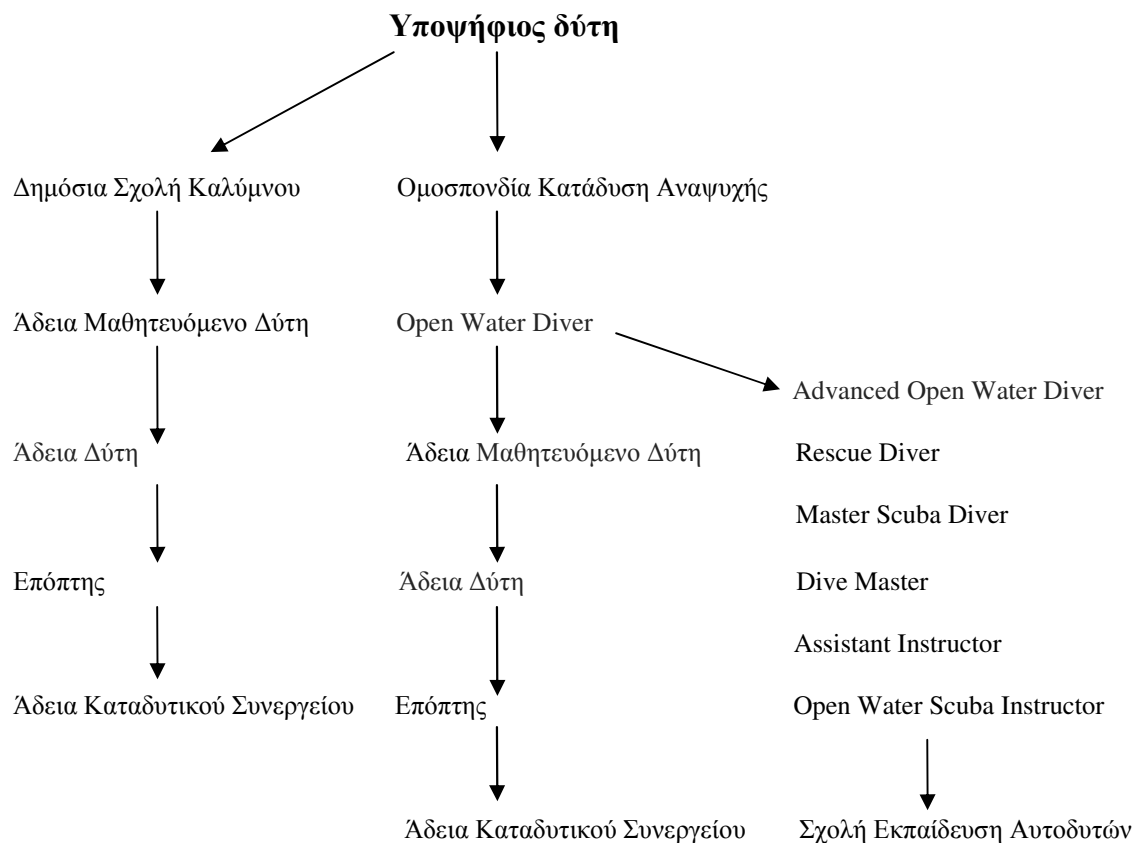 Υποψήφιος δύτη
Δημόσια Σχολή Καλύμνου
Ομοσπονδία Κατάδυση Αναψυχής
Άδεια Μαθητευόμενο Δύτη
Open Water Diver
Advanced Open Water Diver
Άδεια Δύτη
Άδεια Μαθητευόμενο Δύτη
Rescue Diver
Master Scuba Diver
Επόπτης
Άδεια Δύτη
Dive Master
Assistant Instructor
Άδεια Καταδυτικού Συνεργείου
Επόπτης
Open Water Scuba Instructor
Άδεια Καταδυτικού Συνεργείου
Σχολή Εκπαίδευση Αυτοδυτών